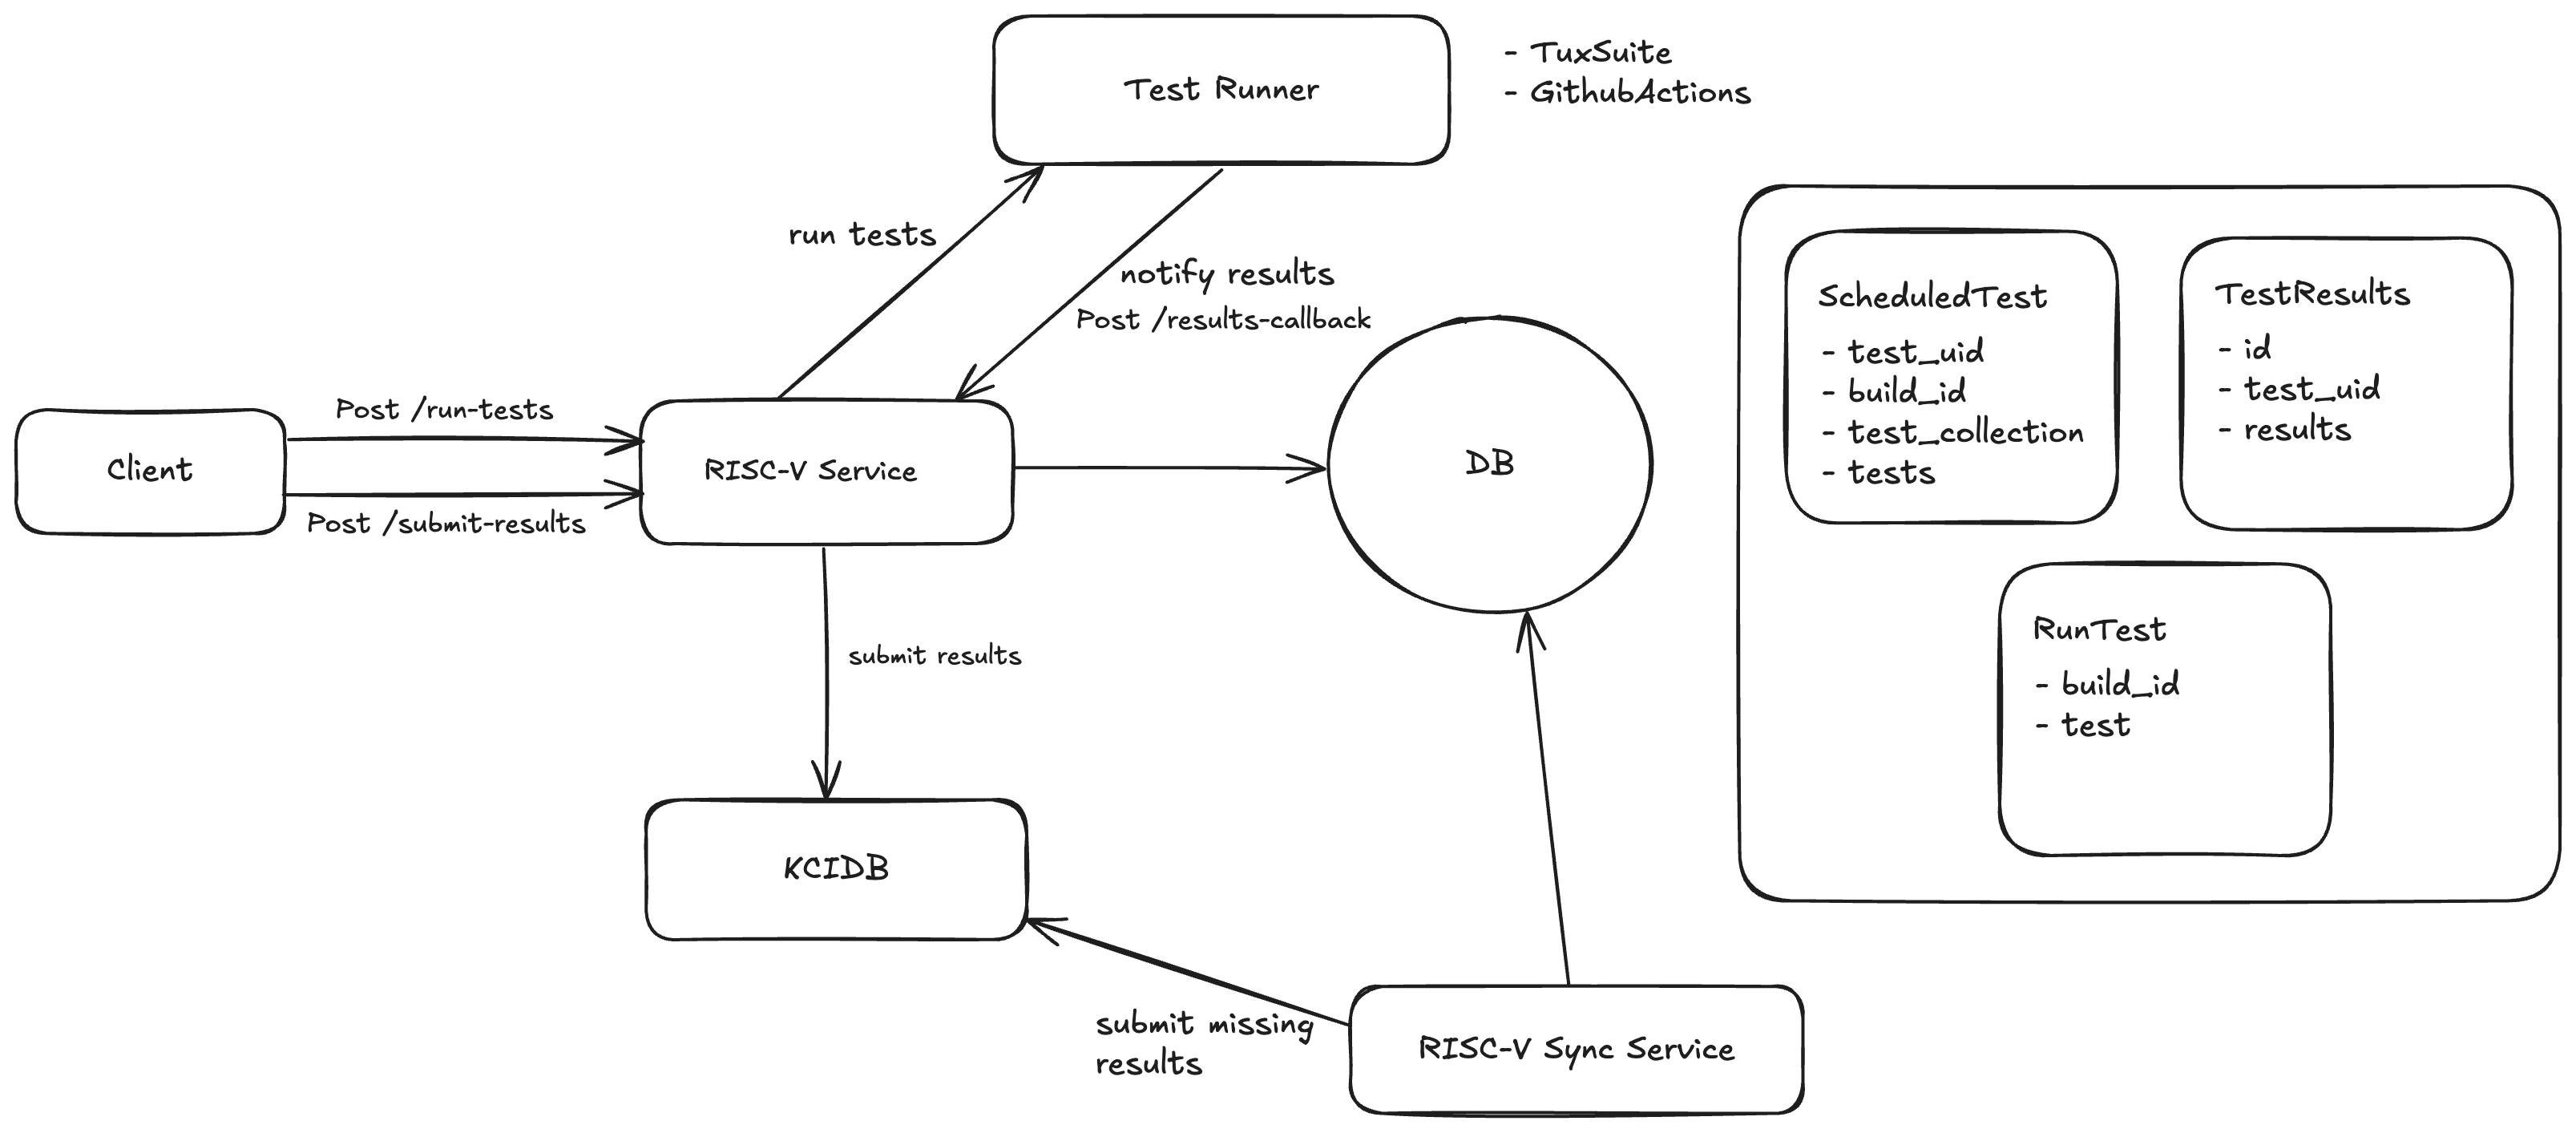 Test Runner
- TuxSuite
- GithubActions
run tests
notify results
Post /results-callback
Client
Post /run-tests
Post /submit-results
RISC-V Service
DB
submit results
KCIDB
submit missing
results
RISC-V Sync Service
ScheduledTest
- test_uid
- build_id
- test_collection
- tests
TestResults
- id
- test_uid
- results
RunTest
- build_id
- test